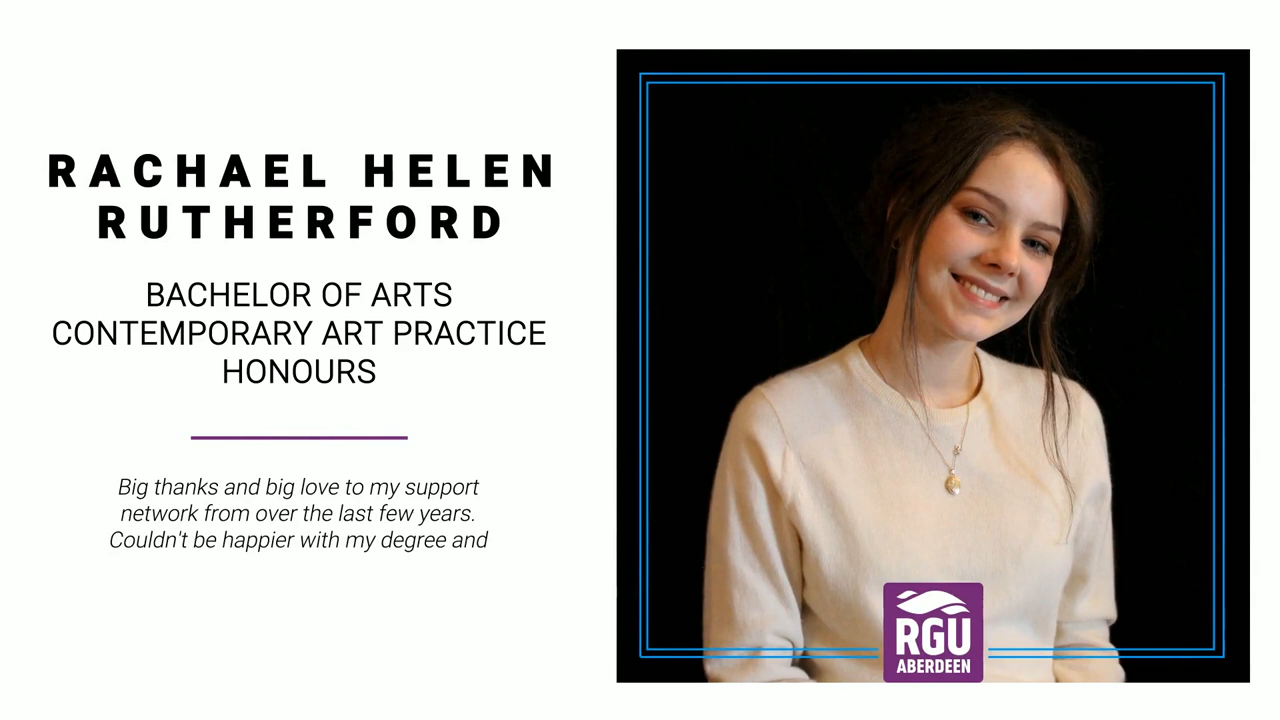 RACHAEL HELEN
RUTHERFORD
BACHELOR OF ARTS
CONTEMPORARY ART PRACTICE
HONOURS
Big thanks and big love to my support
network from over the last few years.
Couldn't be happier with my degree and
RGU
ABERDEEN